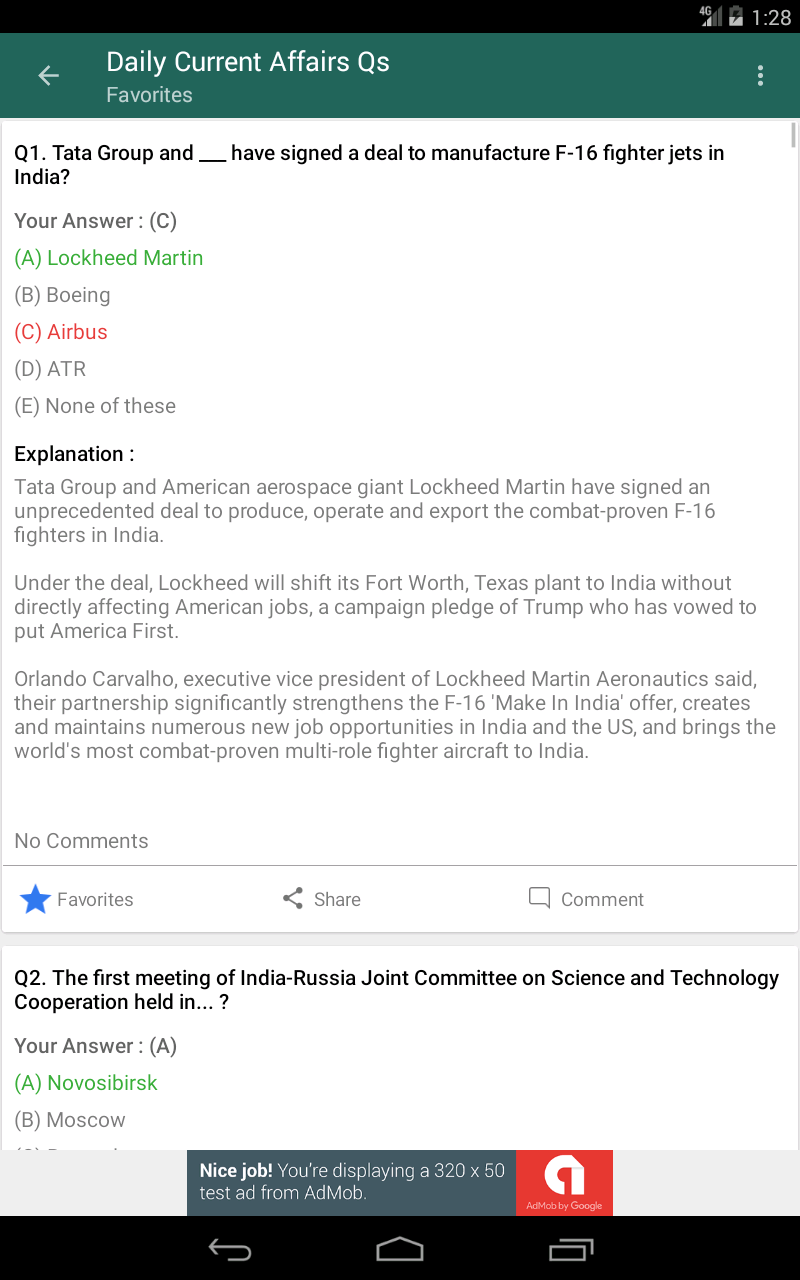 4G 1:28
Daily Current Affairs Qs
Favorites
Q1. Tata Group and ___ have signed a deal to manufacture F-16 fighter jets in
India?
Your Answer : (C)
(A) Lockheed Martin
(B) Boeing
(C) Airbus
(D) ATR
(E) None of these
Explanation :
Tata Group and American aerospace giant Lockheed Martin have signed an
unprecedented deal to produce, operate and export the combat-proven F-16
fighters in India.
Under the deal, Lockheed will shift its Fort Worth, Texas plant to India without
directly affecting American jobs, a campaign pledge of Trump who has vowed to
put America First.
Orlando Carvalho, executive vice president of Lockheed Martin Aeronautics said,
their partnership significantly strengthens the F-16 'Make In India' offer, creates
and maintains numerous new job opportunities in India and the US, and brings the
world's most combat-proven multi-role fighter aircraft to India.
No Comments
Favorites Share Comment
Q2. The first meeting of India-Russia Joint Committee on Science and Technology
Cooperation held in... ?
Your Answer : (A)
(A) Novosibirsk
(B) Moscow
Nice job! You're displaying a 320 x 50
test ad from AdMob.
AdMob by Google